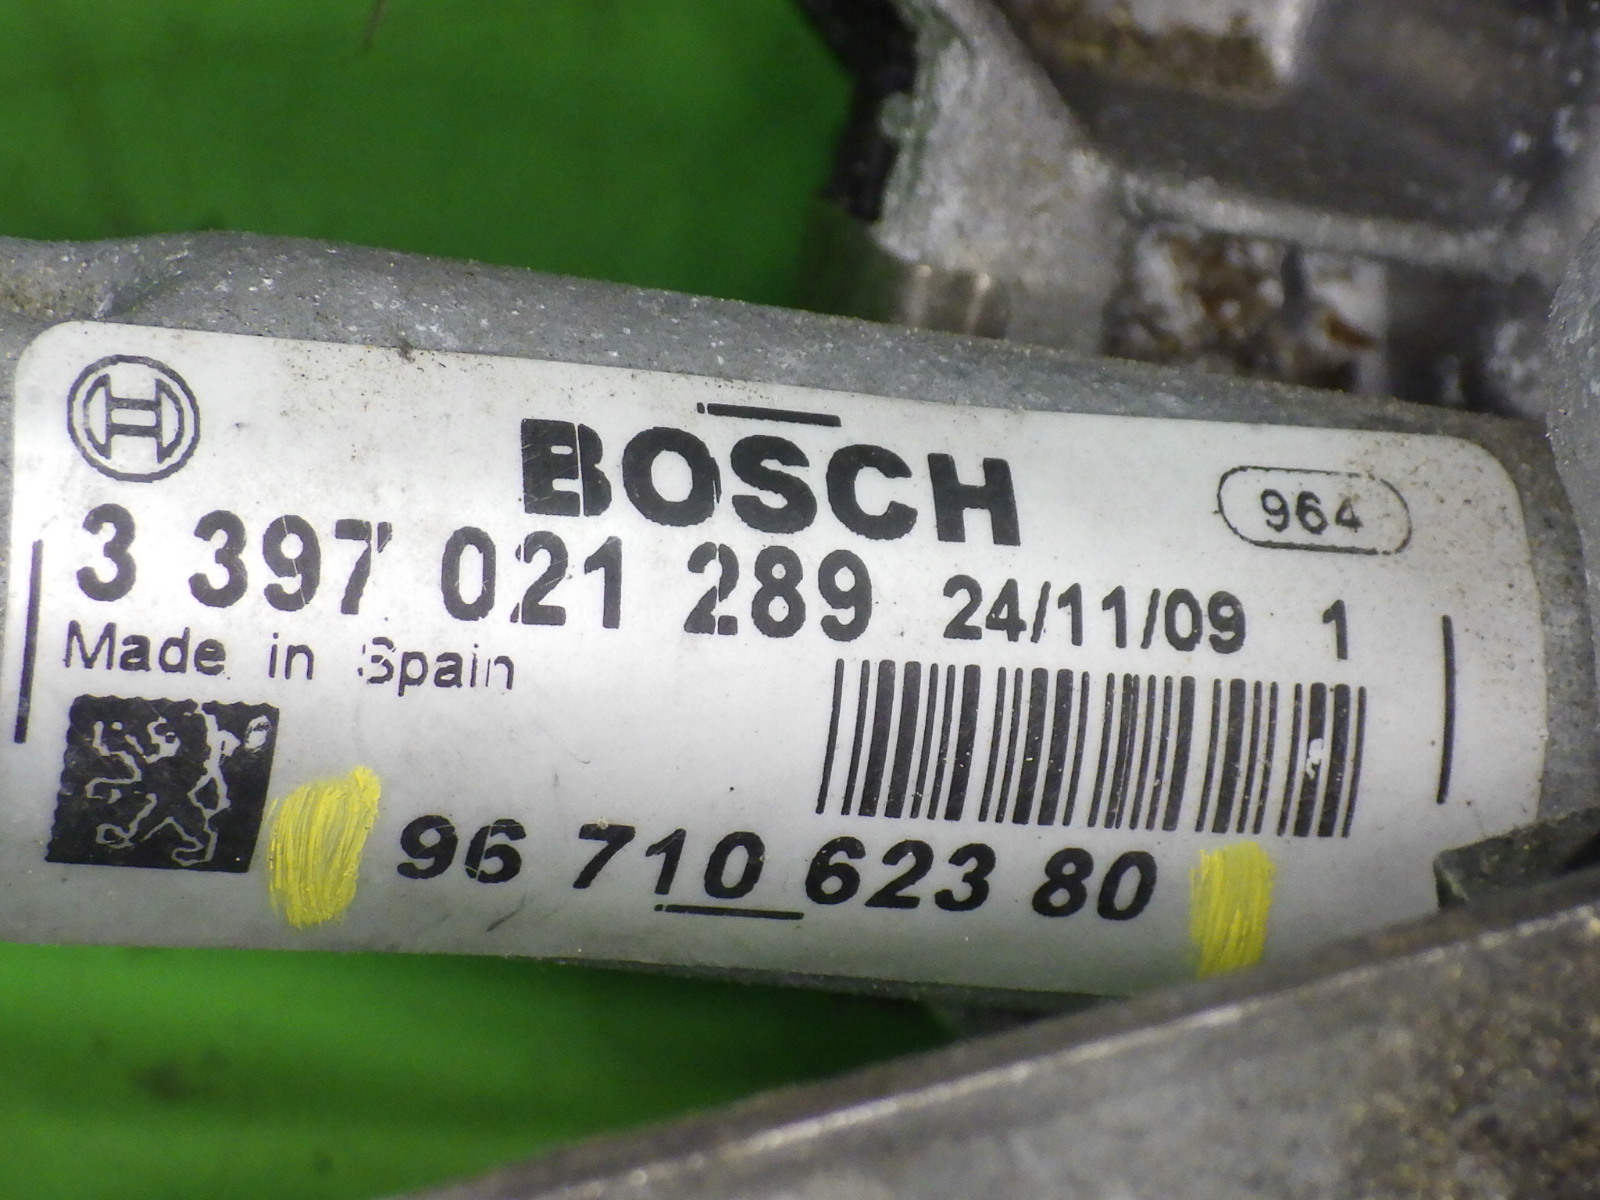 BOSCH
964
3 397 021 289 24/11/09 1
Made in Spain
96 710 623 80